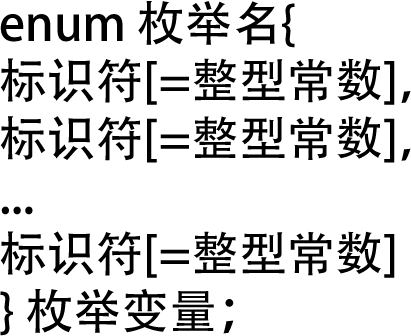 enum 枚举名{
标识符[=整型常数],
标识符[=整型常数],
...
标识符[=整型常数]
} 枚举变量；